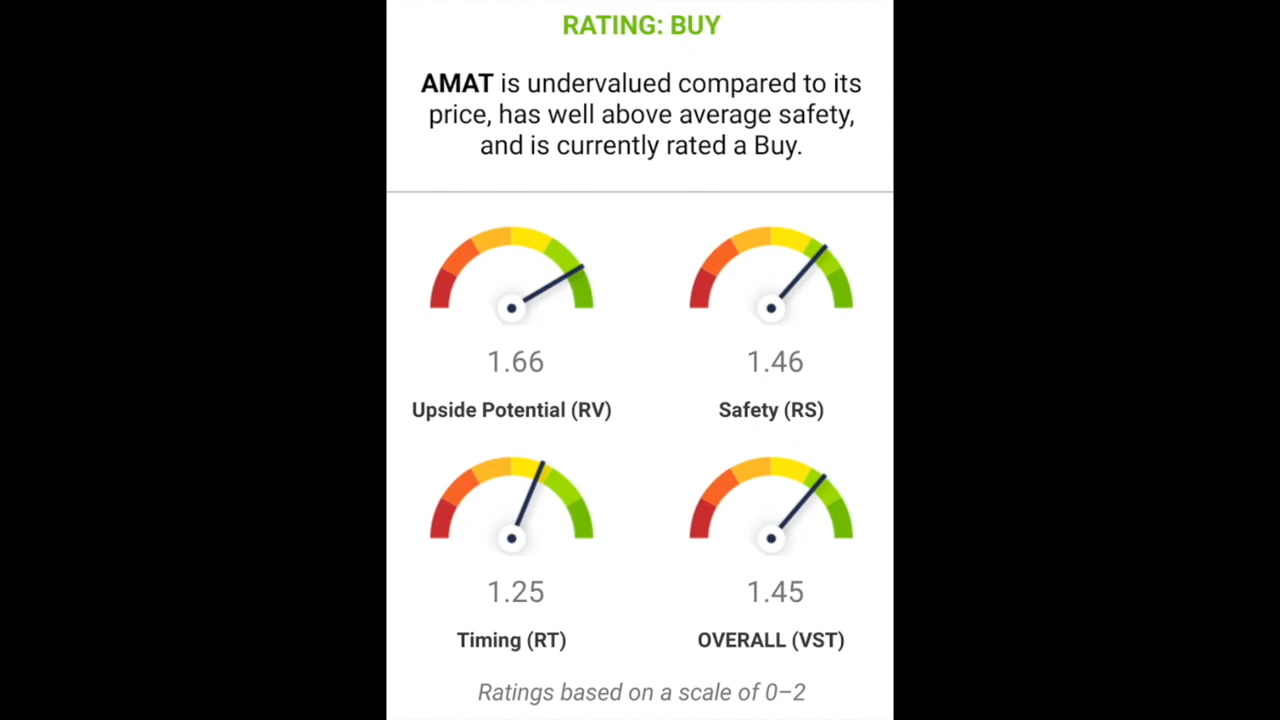 RATING: BUY
AMAT is undervalued compared to its
price, has well above average safety,
and is currently rated a Buy.
1.66
1.46
Upside Potential (RV)
Safety (RS)
1.25
1.45
Timing (RT)
OVERALL (VST)
Ratings based on a scale of 0–2